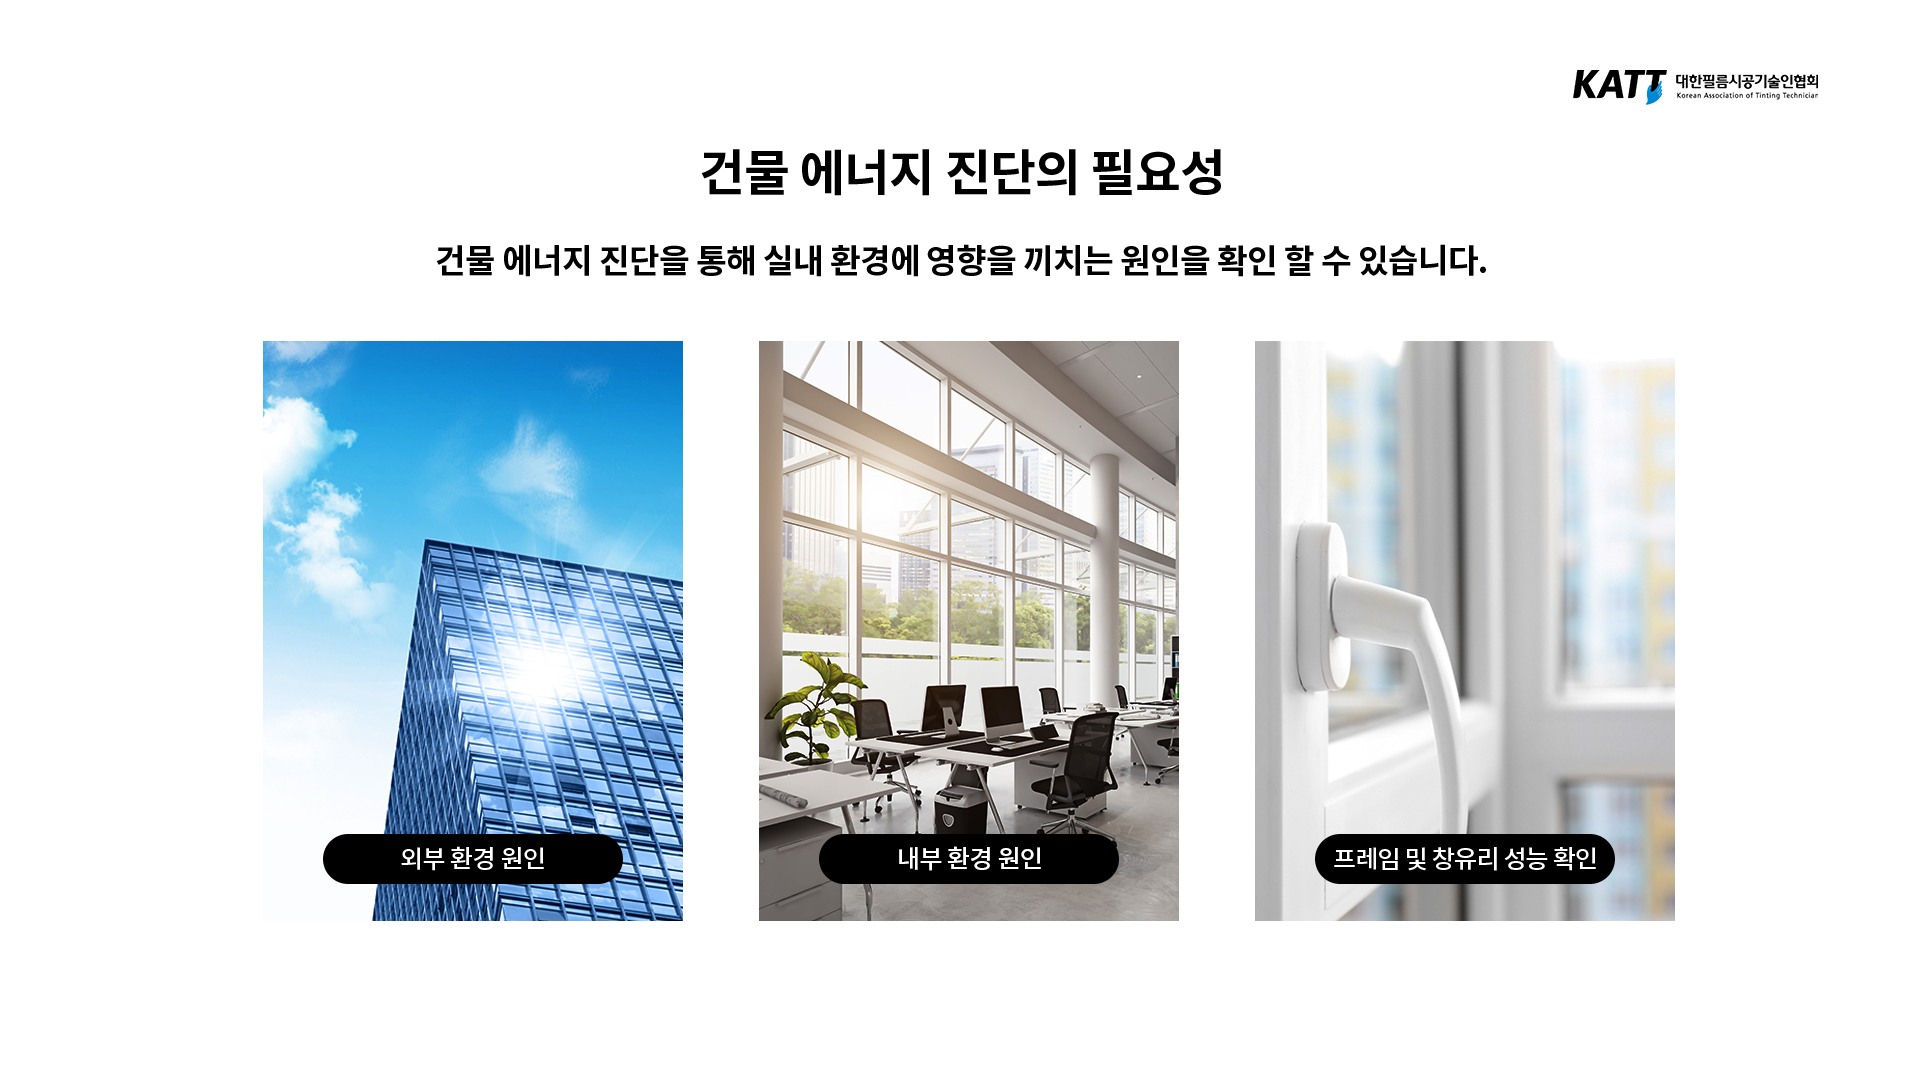 KATT 대한필름시공기술인협회
Korean Association of Tinting Technician
건물 에너지 진단의 필요성
건물 에너지 진단을 통해 실내 환경에 영향을 끼치는 원인을 확인 할 수 있습니다.
외부 환경 원인
내부 환경 원인
프레임 및 창유리 성능 확인